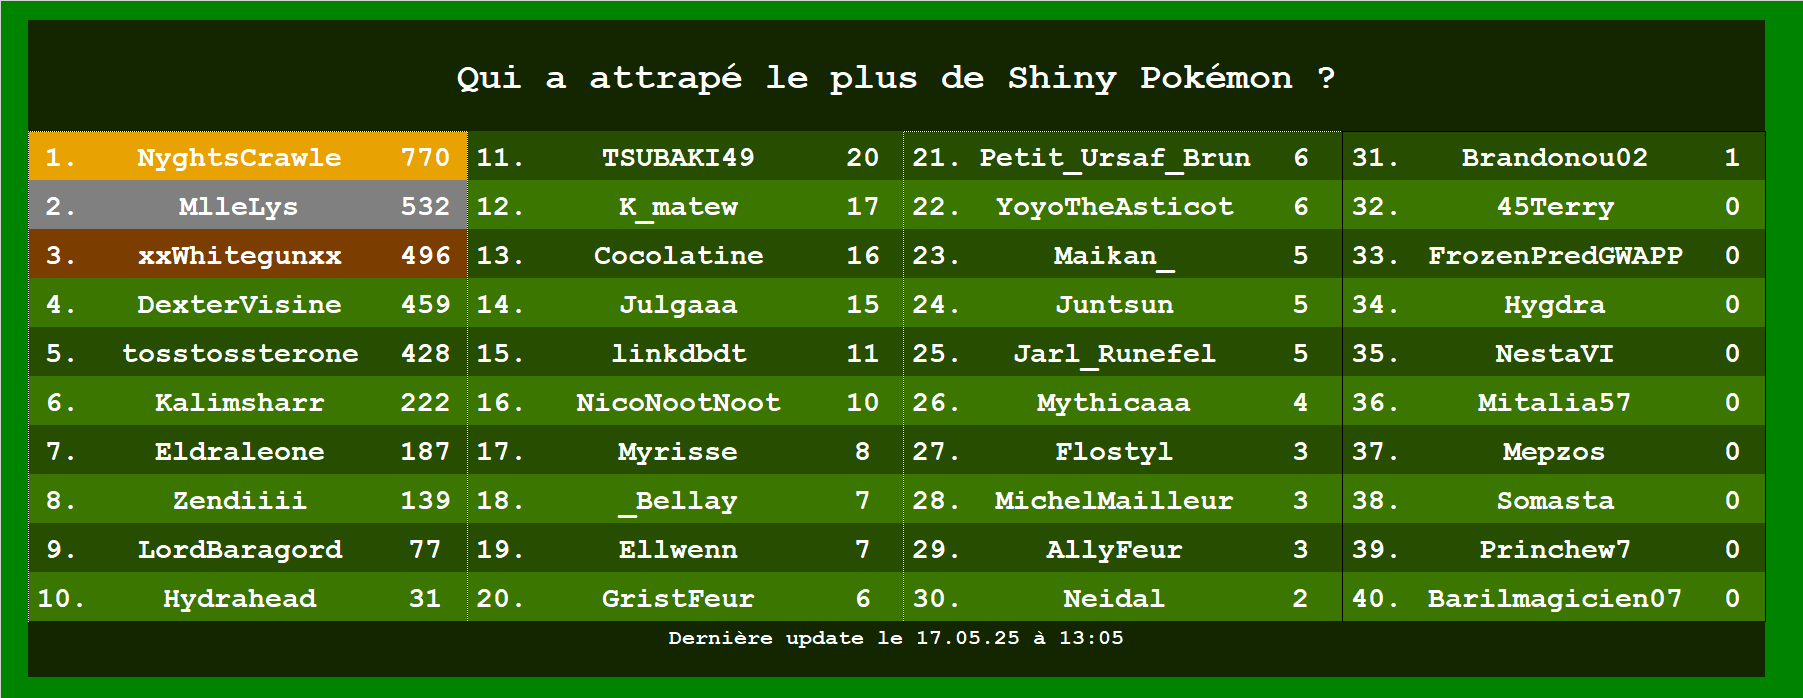 Qui a attrapé le plus de Shiny Pokémon ?
1. NyghtsCrawle 770
2. MlleLys 532
3. xxWhitegunxx 496
4. DexterVisine 459
5. tosstossterone 428
6. Kalimsharr 222
7. Eldraleone 187
8. Zendiiii 139
9. LordBaragord 77
10. Hydrahead 31
11. TSUBAKI49 20
12. K_matew 17
13. Cocolatine 16
14. Julgaaa 15
15. linkdbdt 11
16. NicoNootNoot 10
17. Myrisse 8
18. _Bellay 7
19. Ellwenn 7
20. GristFeur 6
21. Petit_Ursaf_Brun 6
22. YoyoTheAsticot 6
23. Maikan_ 5
24. Juntsun 5
25. Jarl_Runefel 5
26. Mythicaaa 4
27. Flostyl 3
28. MichelMailleur 3
29. AllyFeur 3
30. Neidal 2
31. Brandonou02 1
32. 45Terry 0
33. FrozenPredGWAPP 0
34. Hygdra 0
35. NestaVI 0
36. Mitalia57 0
37. Mepzos 0
38. Somasta 0
39. Princhew7 0
40. Barilmagicien07 0
Dernière update le 17.05.25 à 13:05